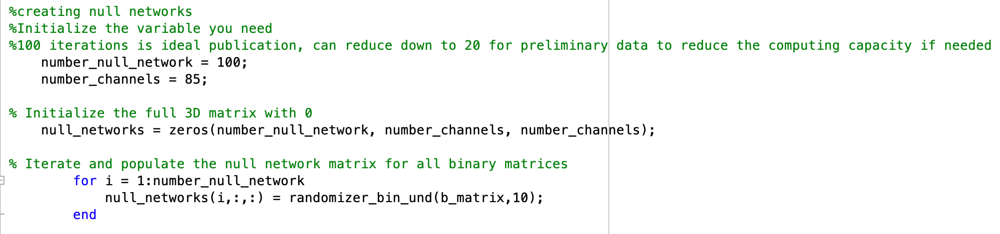 %creating null networks
%Initialize the variable you need
%100 iterations is ideal publication, can reduce down to 20 for preliminary data to reduce the computing capacity if needed
number_null_network = 100;
number_channels = 85;
% Initialize the full 3D matrix with 0
null_networks = zeros(number_null_network, number_channels, number_channels);
% Iterate and populate the null network matrix for all binary matrices
for i = 1:number_null_network
null_networks(i,:,:) = randomizer_bin_und(b_matrix,10);
end